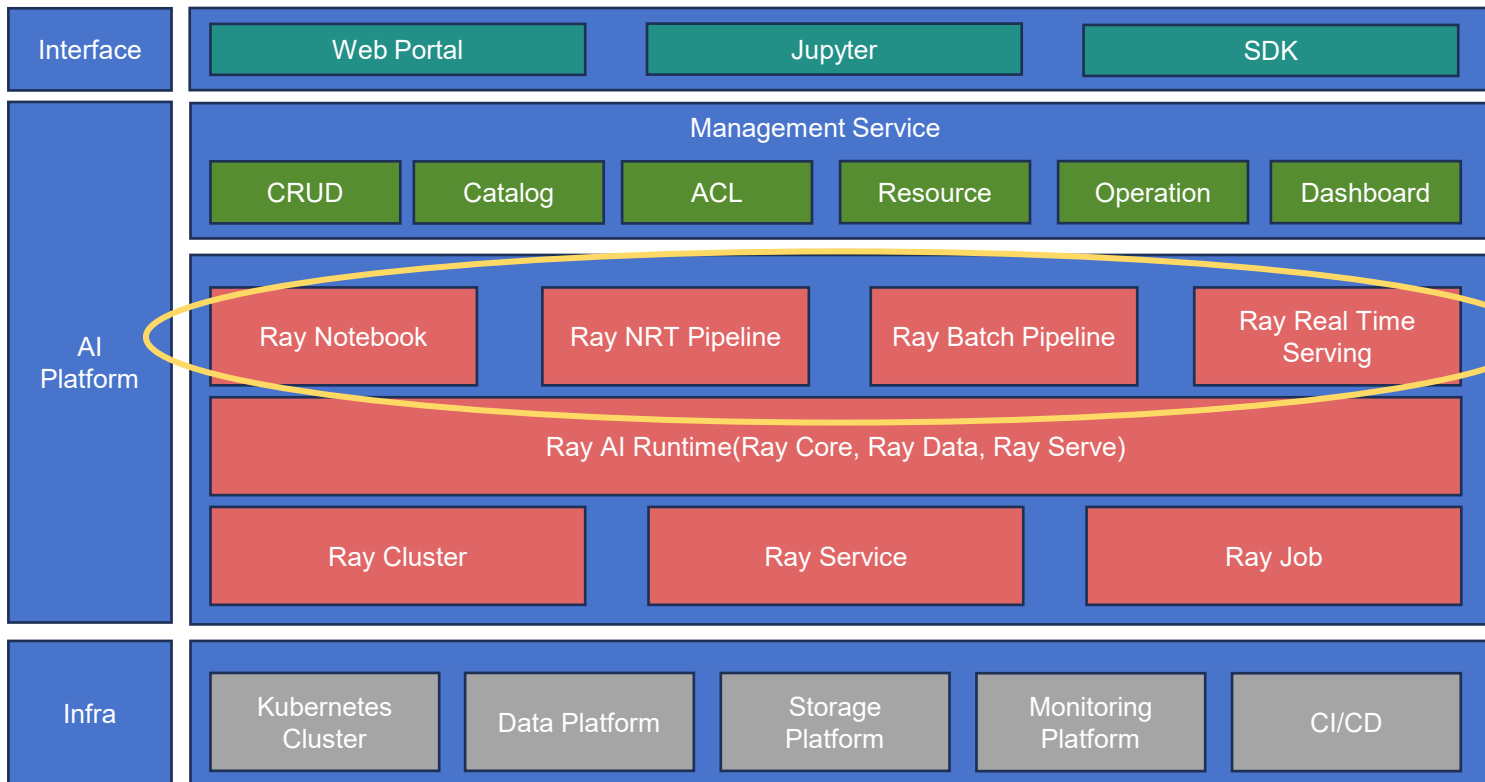 Interface
Web Portal
Jupyter
SDK
AI
Platform
Management Service
CRUD
Catalog
ACL
Resource
Operation
Dashboard
Ray Notebook
Ray NRT Pipeline
Ray Batch Pipeline
Ray Real Time
Serving
Ray AI Runtime(Ray Core, Ray Data, Ray Serve)
Ray Cluster
Ray Service
Ray Job
Infra
Kubernetes
Cluster
Data Platform
Storage
Platform
Monitoring
Platform
CI/CD